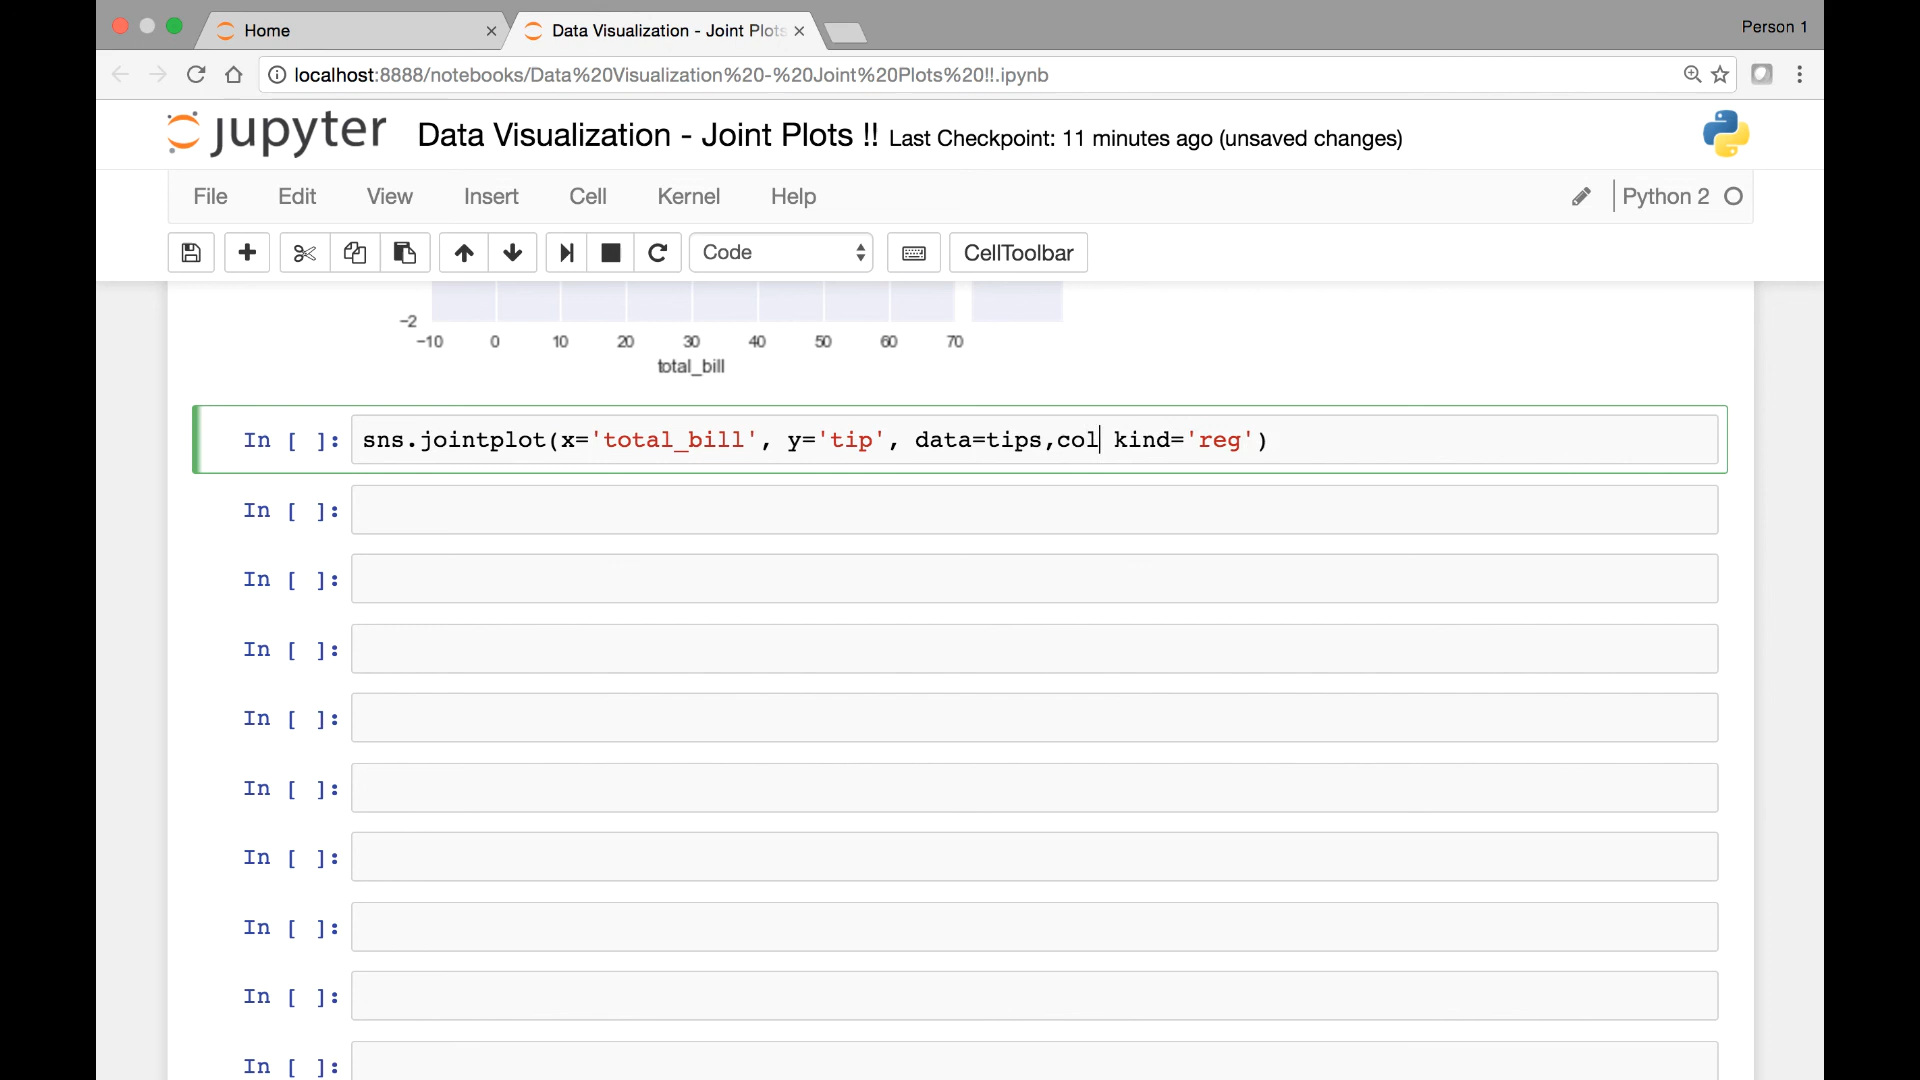 Home
Data Visualization - Joint Plots
Person 1
localhost:8888/notebooks/Data%20Visualization%20-%20Joint%20Plots%20!!.ipynb
jupyter Data Visualization - Joint Plots !! Last Checkpoint: 11 minutes ago (unsaved changes)
File Edit View Insert Cell Kernel Help Python 2
Code CellToolbar
−2
−10 0 10 20 30 40 50 60 70
total_bill
In [ ]: sns.jointplot(x='total_bill', y='tip', data=tips,col kind='reg')
In [ ]:
In [ ]:
In [ ]:
In [ ]:
In [ ]:
In [ ]:
In [ ]:
In [ ]:
In [ ]: